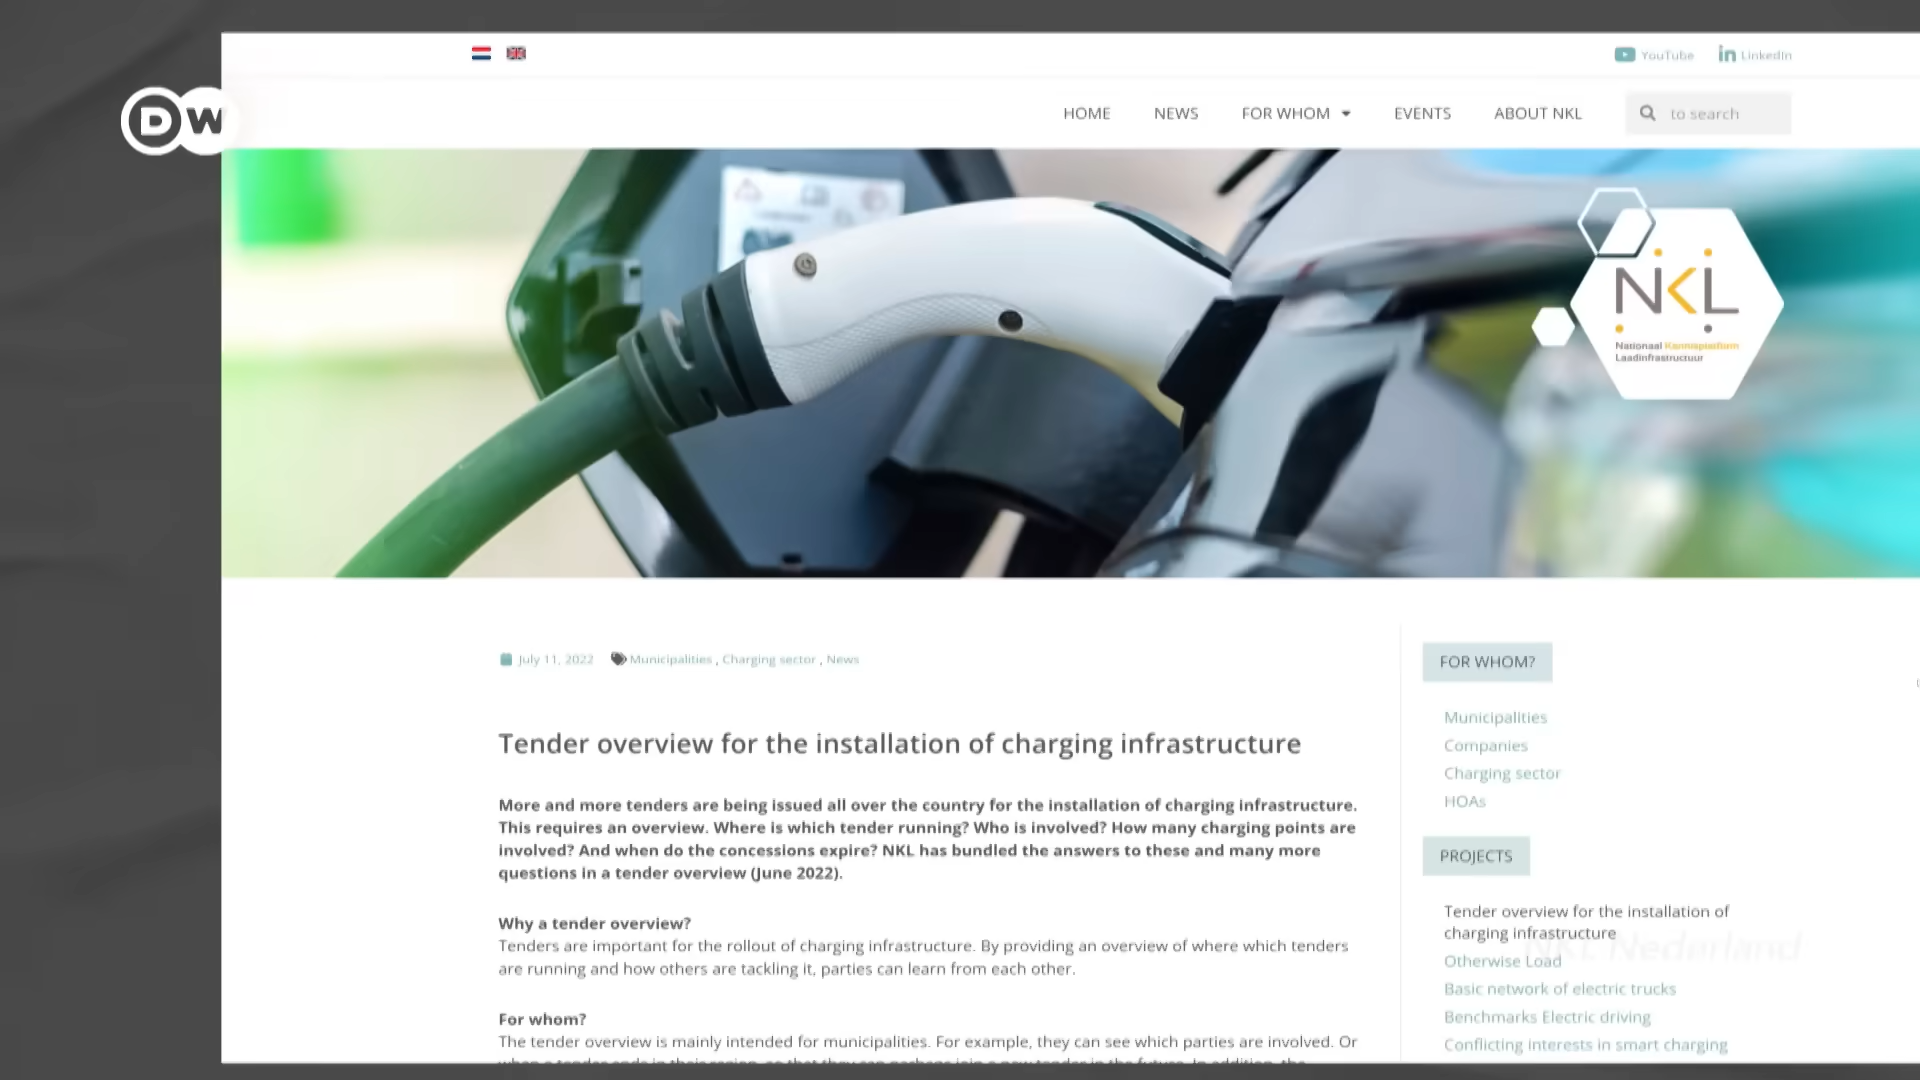 YouTube
LinkedIn
DW
HOME
NEWS
FOR WHOM
EVENTS
ABOUT NKL
to search
NKL
Nationaal Kennisplatform
Laadinfrastructuur
July 11, 2022
Municipalities , Charging sector , News
Tender overview for the installation of charging infrastructure
More and more tenders are being issued all over the country for the installation of charging infrastructure.
This requires an overview. Where is which tender running? Who is involved? How many charging points are
involved? And when do the concessions expire? NKL has bundled the answers to these and many more
questions in a tender overview (June 2022).
Why a tender overview?
Tenders are important for the rollout of charging infrastructure. By providing an overview of where which tenders
are running and how others are tackling it, parties can learn from each other.
For whom?
The tender overview is mainly intended for municipalities. For example, they can see which parties are involved. Or
FOR WHOM?
Municipalities
Companies
Charging sector
HOAs
PROJECTS
Tender overview for the installation of
charging infrastructure
NKL Nederland
Otherwise Load
Basic network of electric trucks
Benchmarks Electric driving
Conflicting interests in smart charging